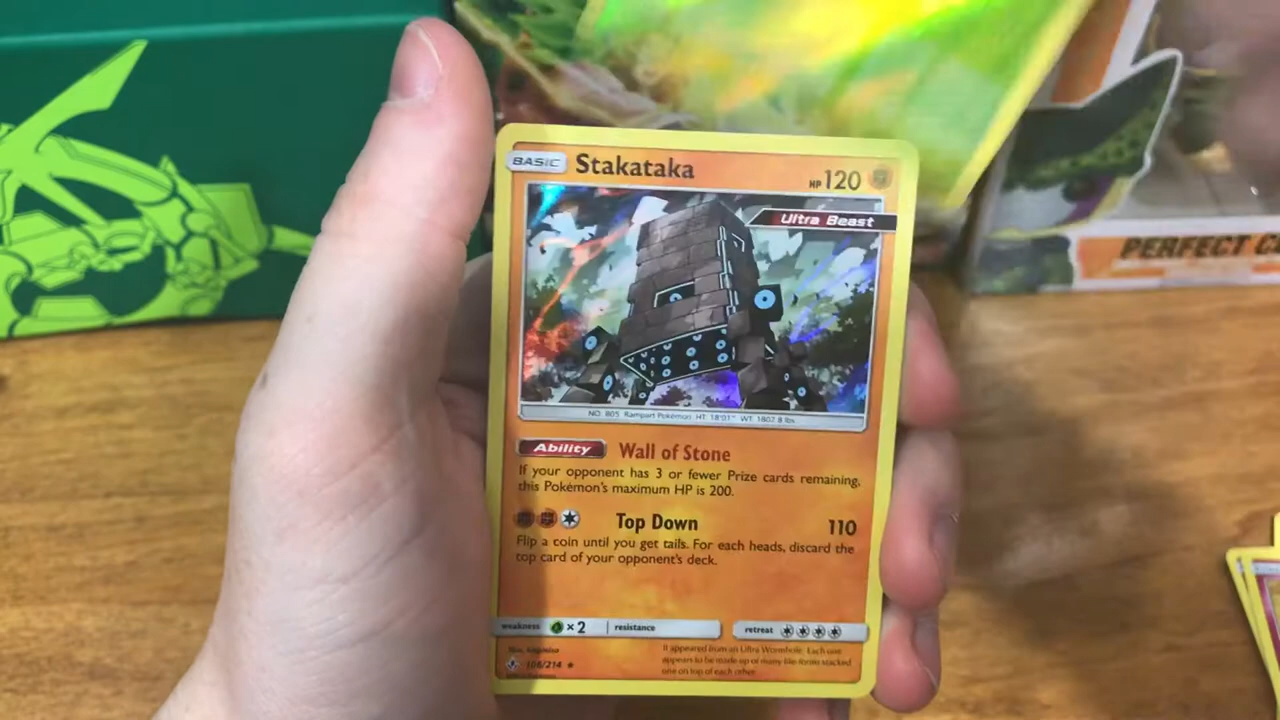 BASIC
Stakataka
HP 120
Ultra Beast
PERFECT C
NO. 805 Rampart Pokémon HT: 18'01" WT: 1807.8 lbs
Ability Wall of Stone
If your opponent has 3 or fewer Prize cards remaining,
this Pokémon's maximum HP is 200.
Top Down 110
Flip a coin until you get tails. For each heads, discard the
top card of your opponent's deck.
weakness ×2 resistance retreat
It appeared from an Ultra Wormhole. Each one
appears to be made up of many life-forms stacked
one on top of each other.
106/214